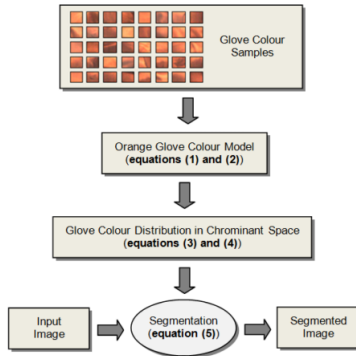 Glove Colour
Samples
Orange Glove Colour Model
(equations (1) and (2))
Glove Colour Distribution in Chrominant Space
(equations (3) and (4))
Input
Image
Segmentation
(equation (5))
Segmented
Image